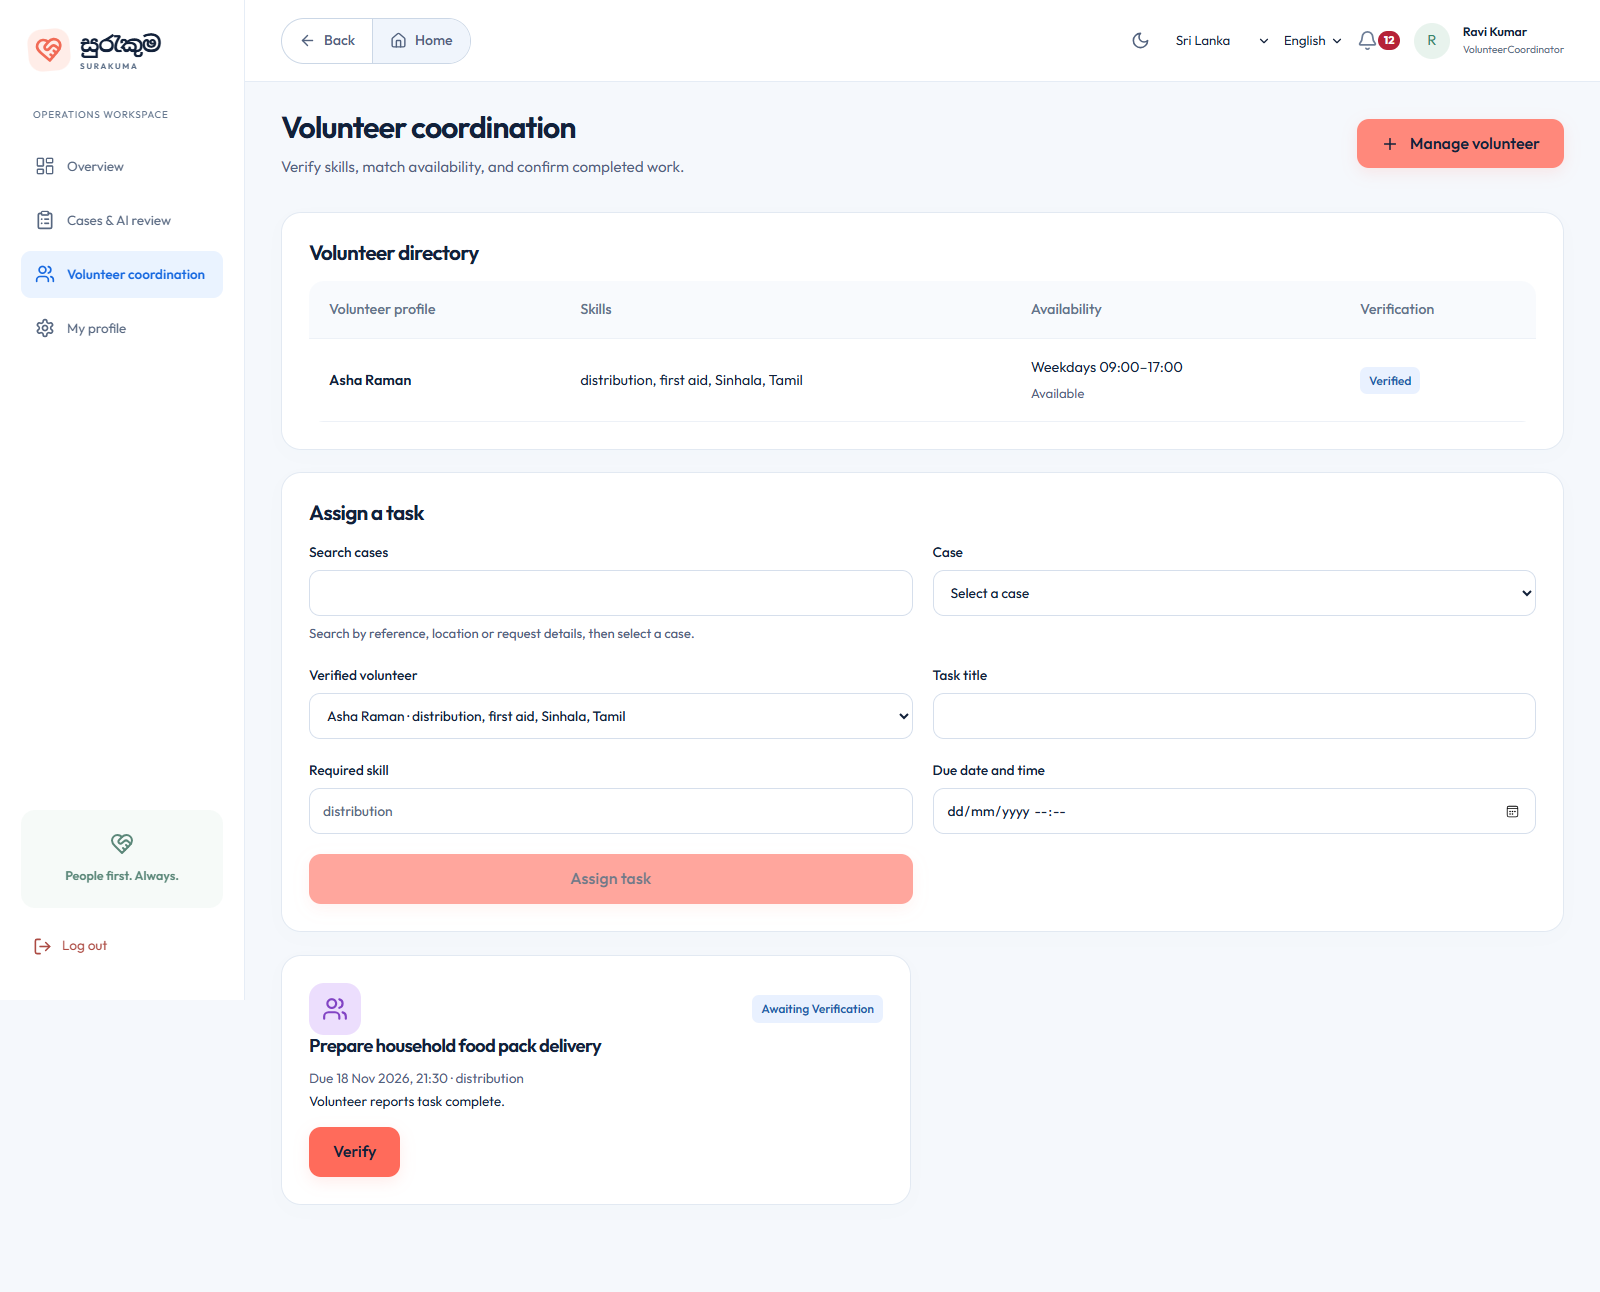 සුරැකුම
SURAKUMA
OPERATIONS WORKSPACE
Overview
Cases & AI review
Volunteer coordination
My profile
People first. Always.
Log out
Back
Home
Sri Lanka
English
12
R
Ravi Kumar
VolunteerCoordinator
Volunteer coordination
Verify skills, match availability, and confirm completed work.
+ Manage volunteer
Volunteer directory
Volunteer profile
Skills
Availability
Verification
Asha Raman
distribution, first aid, Sinhala, Tamil
Weekdays 09:00–17:00
Available
Verified
Assign a task
Search cases
Case
Select a case
Search by reference, location or request details, then select a case.
Verified volunteer
Task title
Asha Raman · distribution, first aid, Sinhala, Tamil
Required skill
Due date and time
distribution
dd/mm/yyyy --:--
Assign task
Awaiting Verification
Prepare household food pack delivery
Due 18 Nov 2026, 21:30 · distribution
Volunteer reports task complete.
Verify